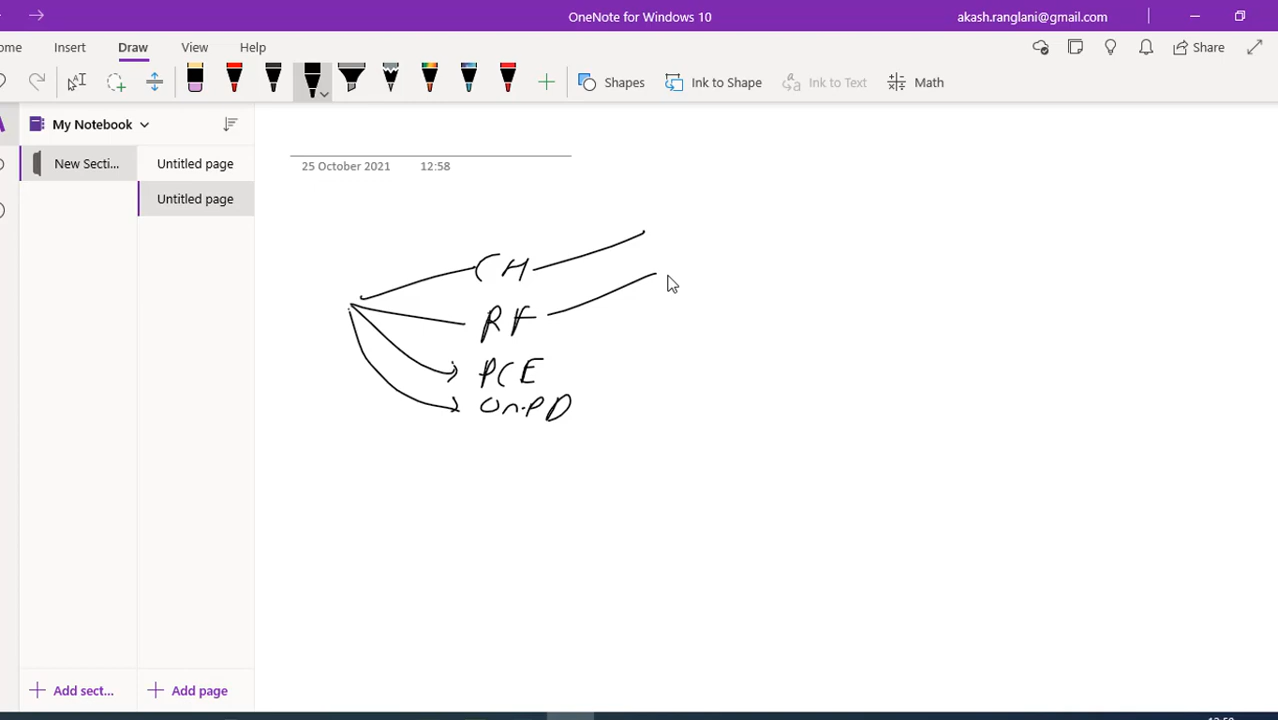 OneNote for Windows 10
akash.ranglani@gmail.com
ome Insert Draw View Help
Share
Shapes Ink to Shape Ink to Text Math
My Notebook
New Secti...
Untitled page
Untitled page
25 October 2021 12:58
CH
RF
PCE
On.PD
Add sect...
Add page